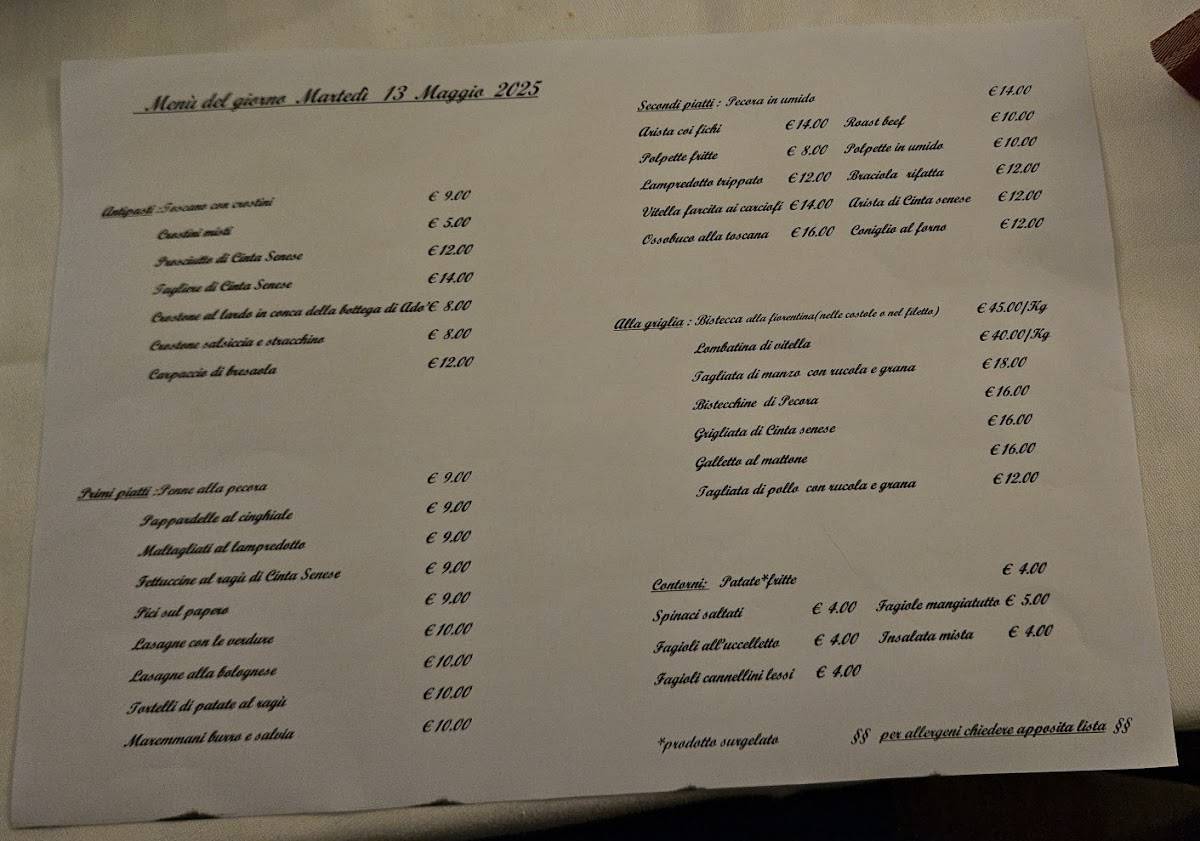 Menù del giorno Martedì 13 Maggio 2025
Antipasti :Toscano con crostini € 9.00
Crostini misti € 5.00
Prosciutto di Cinta Senese €12.00
Tagliere di Cinta Senese €14.00
Crostone al lardo in conca della bottega di Ado'€ 8.00
Crostone salsiccia e stracchino € 8.00
Carpaccio di bresaola €12.00
Primi piatti :Penne alla pecora € 9.00
Pappardelle al cinghiale € 9.00
Maltagliati al lampredotto € 9.00
Fettuccine al ragù di Cinta Senese € 9.00
Pici sul papero € 9.00
Lasagne con le verdure €10.00
Lasagne alla bolognese €10.00
Tortelli di patate al ragù €10.00
Maremmani burro e salvia €10.00
Secondi piatti : Pecora in umido €14.00
Arista coi fichi €14.00 Roast beef €10.00
Polpette fritte € 8.00 Polpette in umido €10.00
Lampredotto trippato €12.00 Braciola rifatta €12.00
Vitella farcita ai carciofi €14.00 Arista di Cinta senese €12.00
Ossobuco alla toscana €16.00 Coniglio al forno €12.00
Alla griglia : Bistecca alla fiorentina(nelle costole o nel filetto) €45.00/Kg
Lombatina di vitella €40.00/Kg
Tagliata di manzo con rucola e grana €18.00
Bistecchine di Pecora €16.00
Grigliata di Cinta senese €16.00
Galletto al mattone €16.00
Tagliata di pollo con rucola e grana €12.00
Contorni: Patate*fritte € 4.00
Spinaci saltati € 4.00 Fagiole mangiatutto € 5.00
Fagioli all'uccelletto € 4.00 Insalata mista € 4.00
Fagioli cannellini lessi € 4.00
*prodotto surgelato §§ per allergeni chiedere apposita lista §§